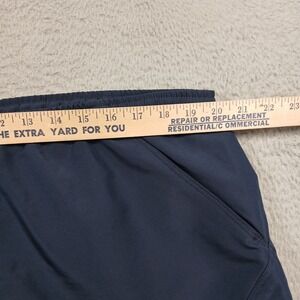 12 13 14 15 16 17 18 19 20 21 22 23
HE EXTRA YARD FOR YOU
REPAIR OR REPLACEMENT
RESIDENTIAL/COMMERCIAL